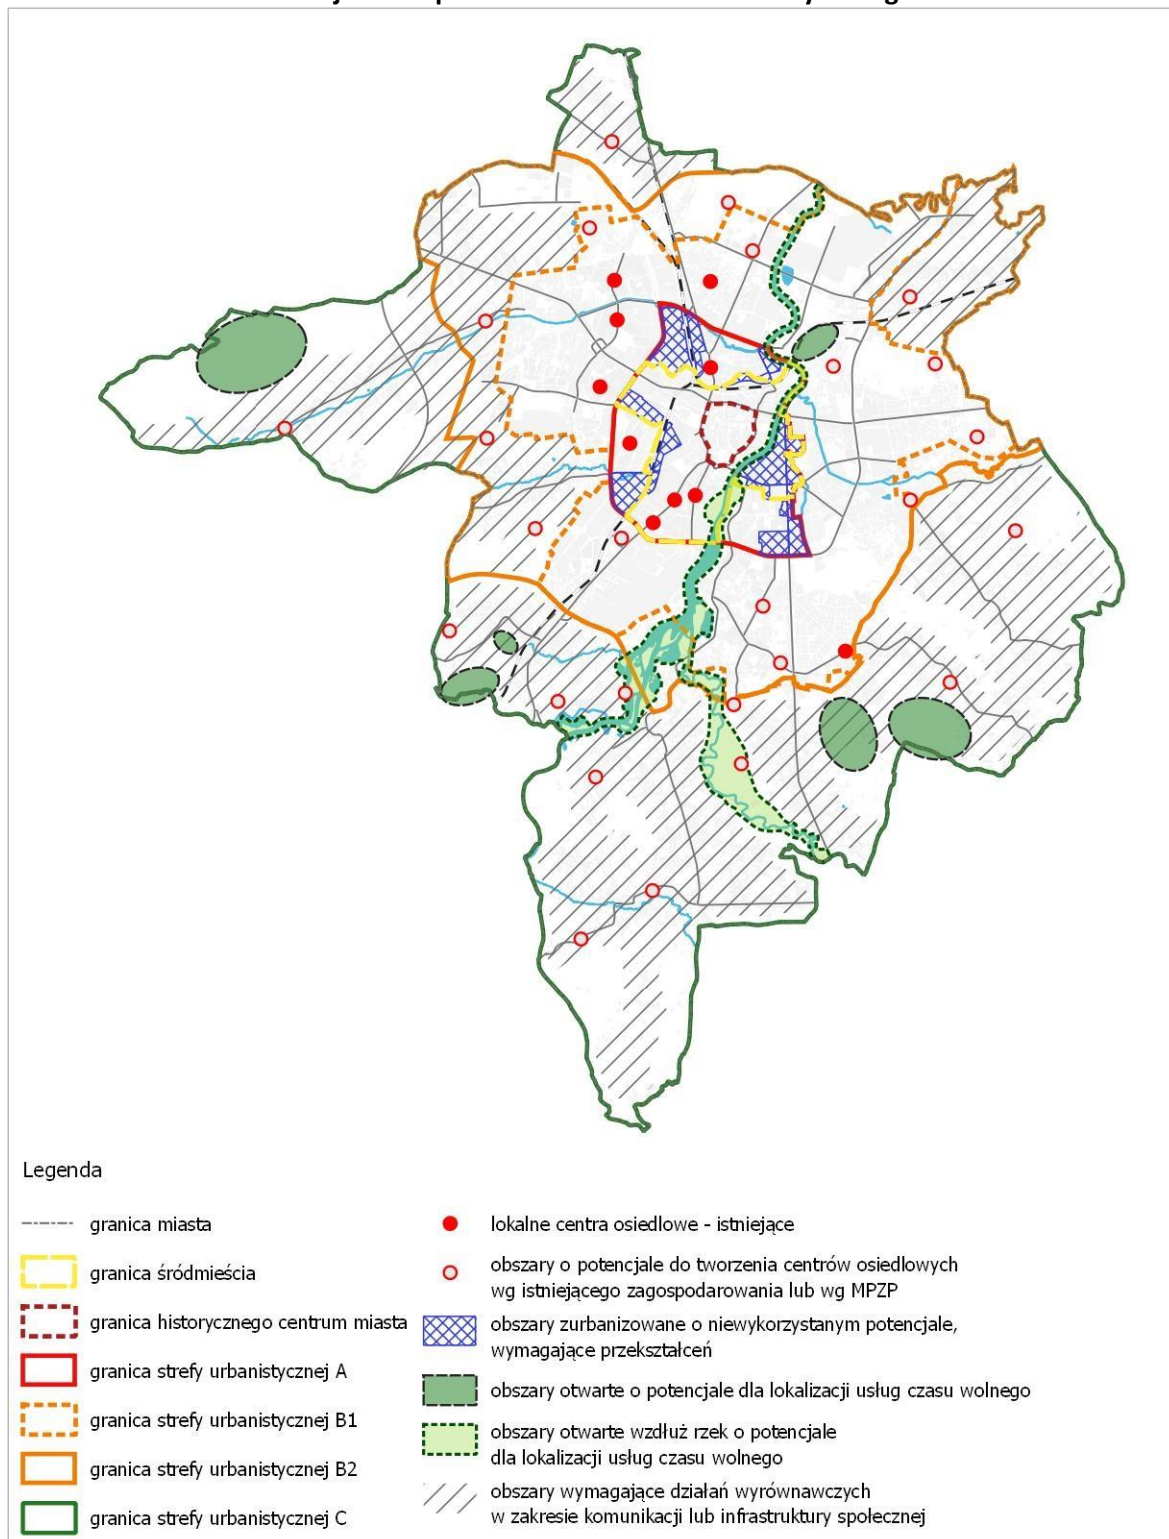 Legenda
granica miasta
granica śródmieścia
granica historycznego centrum miasta
granica strefy urbanistycznej A
granica strefy urbanistycznej B1
granica strefy urbanistycznej B2
granica strefy urbanistycznej C
lokalne centra osiedlowe - istniejące
obszary o potencjale do tworzenia centrów osiedlowych
wg istniejącego zagospodarowania lub wg MPZP
obszary zurbanizowane o niewykorzystanym potencjale,
wymagające przekształceń
obszary otwarte o potencjale dla lokalizacji usług czasu wolnego
obszary otwarte wzdłuż rzek o potencjale
dla lokalizacji usług czasu wolnego
obszary wymagające działań wyrównawczych
w zakresie komunikacji lub infrastruktury społecznej